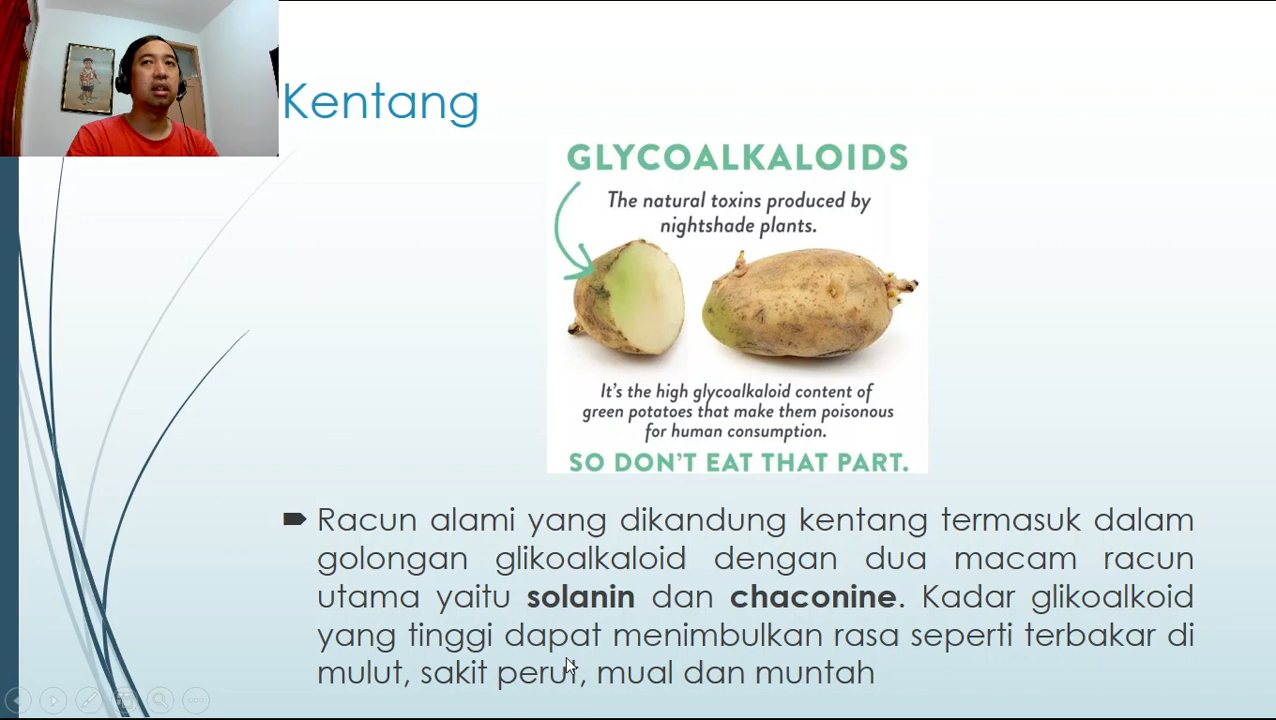 Kentang
GLYCOALKALOIDS
The natural toxins produced by
nightshade plants.
It's the high glycoalkaloid content of
green potatoes that make them poisonous
for human consumption.
SO DON'T EAT THAT PART.
Racun alami yang dikandung kentang termasuk dalam
golongan glikoalkaloid dengan dua macam racun
utama yaitu solanin dan chaconine. Kadar glikoalkoid
yang tinggi dapat menimbulkan rasa seperti terbakar di
mulut, sakit perut, mual dan muntah